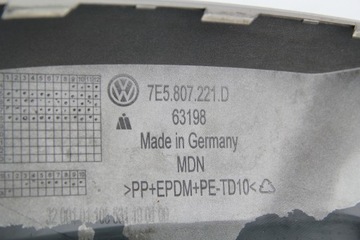 7E5.807.221.D
63198
Made in Germany
MDN
>PP+EPDM+PE-TD10<